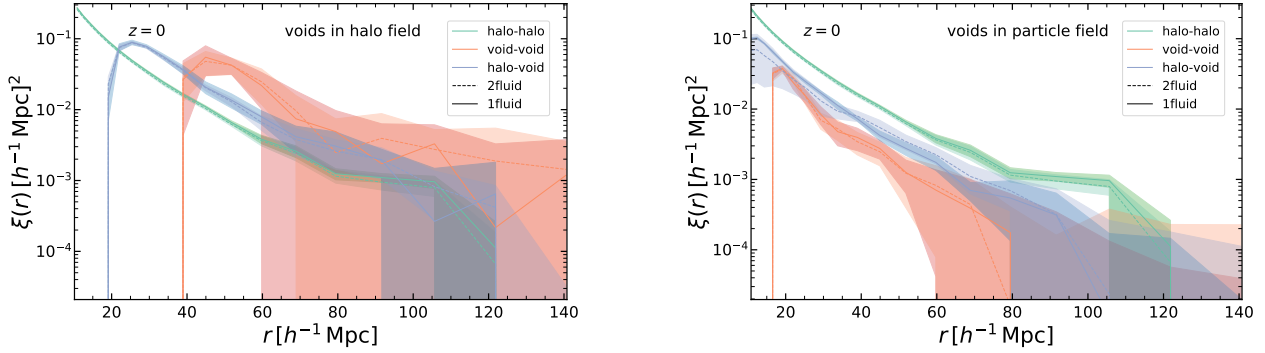 z = 0
voids in halo field
halo-halo
void-void
halo-void
2fluid
1fluid
10⁻¹
10⁻²
10⁻³
10⁻⁴
ξ(r) [h⁻¹ Mpc]²
20 40 60 80 100 120 140
r [h⁻¹ Mpc]
z = 0
voids in particle field
halo-halo
void-void
halo-void
2fluid
1fluid
10⁻¹
10⁻²
10⁻³
10⁻⁴
ξ(r) [h⁻¹ Mpc]²
20 40 60 80 100 120 140
r [h⁻¹ Mpc]